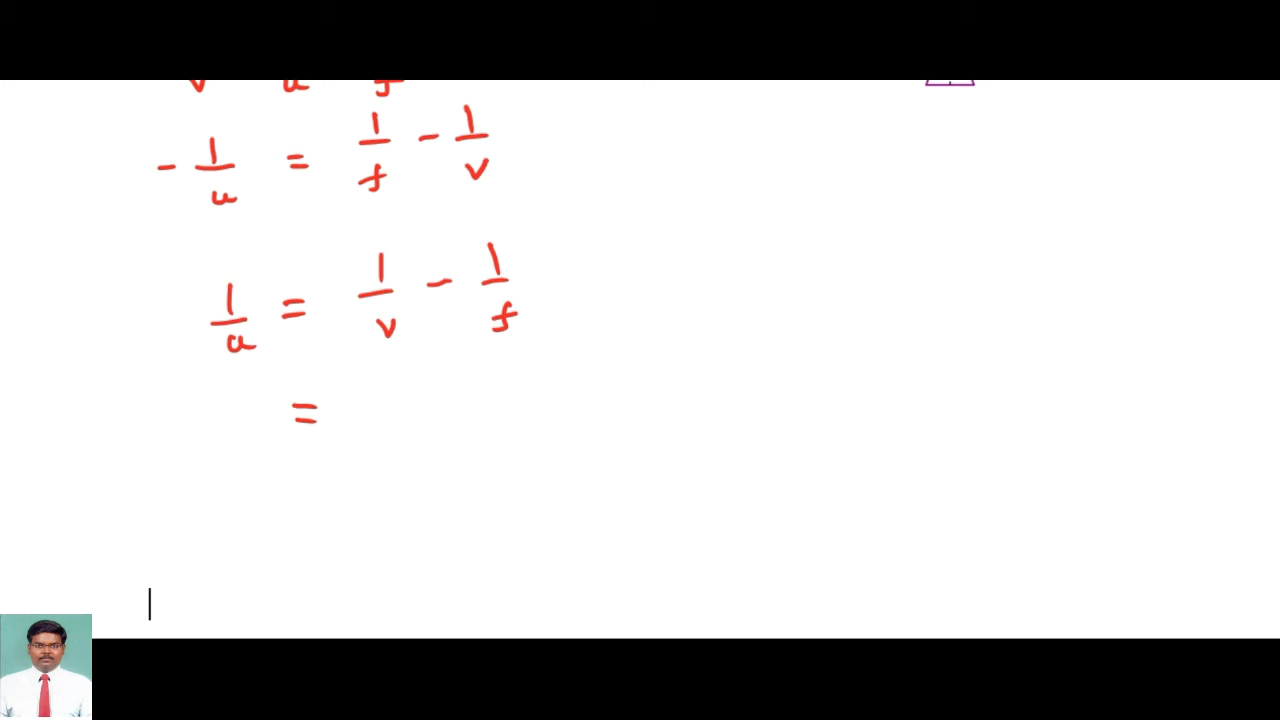 v u f
- 1/u = 1/f - 1/v
1/u = 1/v - 1/f
=